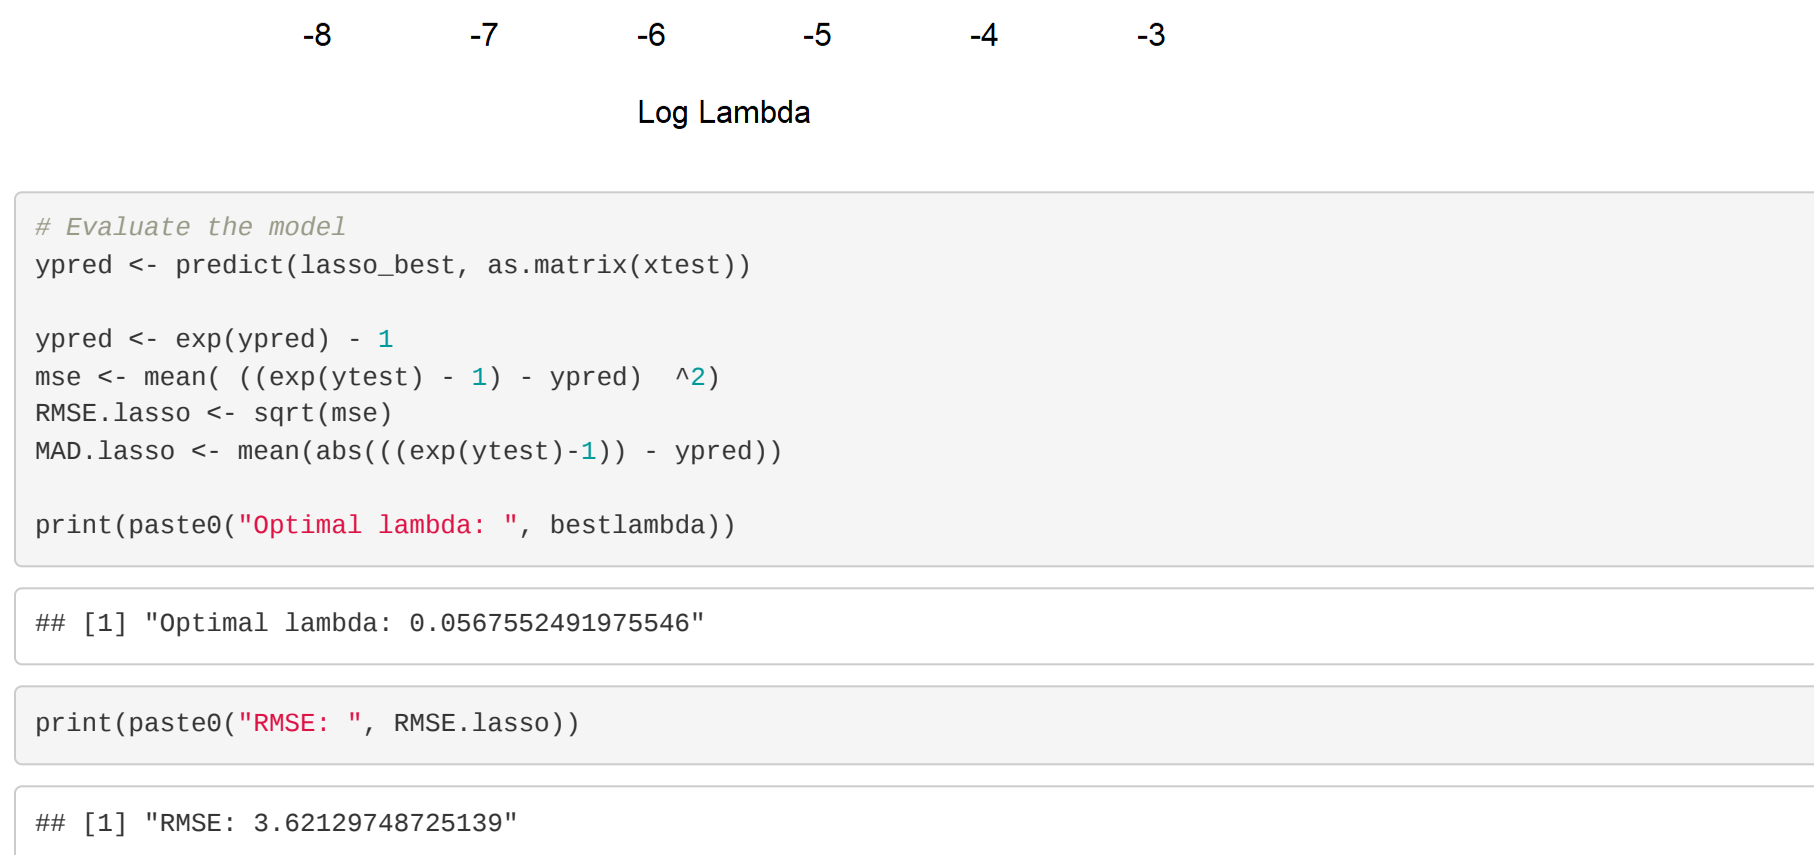 -8 -7 -6 -5 -4 -3
Log Lambda
# Evaluate the model
ypred <- predict(lasso_best, as.matrix(xtest))
ypred <- exp(ypred) - 1
mse <- mean( ((exp(ytest) - 1) - ypred)  ^2)
RMSE.lasso <- sqrt(mse)
MAD.lasso <- mean(abs(((exp(ytest)-1)) - ypred))
print(paste0("Optimal lambda: ", bestlambda))
## [1] "Optimal lambda: 0.0567552491975546"
print(paste0("RMSE: ", RMSE.lasso))
## [1] "RMSE: 3.62129748725139"